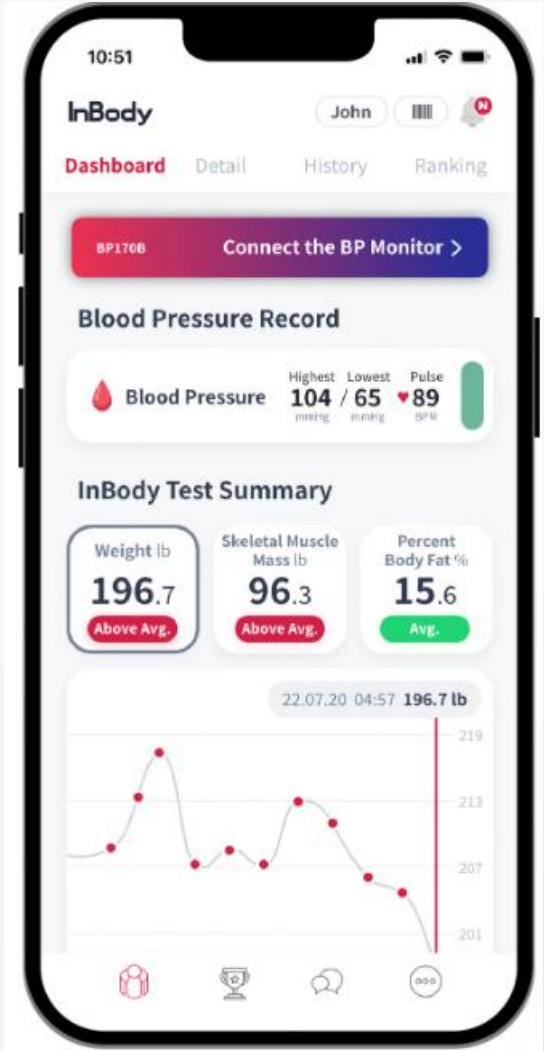 10:51
InBody John N
Dashboard Detail History Ranking
BP170B Connect the BP Monitor >
Blood Pressure Record
Highest Lowest Pulse
Blood Pressure 104 / 65 ♥89
mmHg mmHg BPM
InBody Test Summary
Weight lb
196.7
Above Avg.
Skeletal Muscle
Mass lb
96.3
Above Avg.
Percent
Body Fat %
15.6
Avg.
22.07.20 04:57 196.7 lb
219
213
207
201